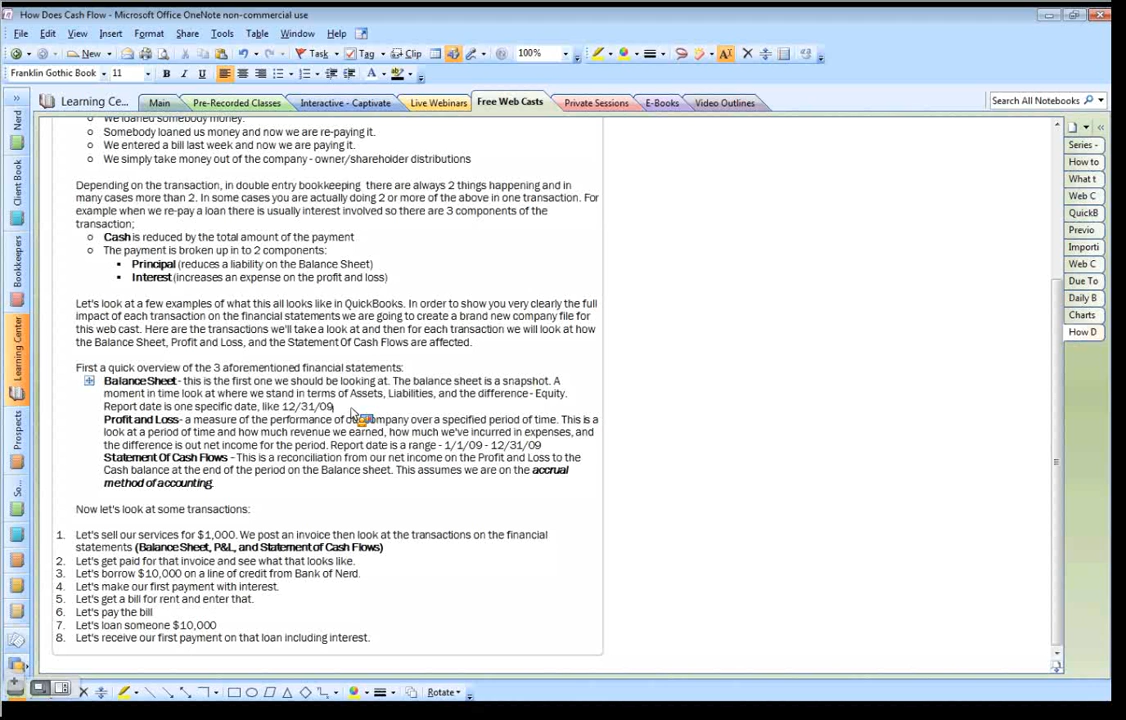 How Does Cash Flow - Microsoft Office OneNote non-commercial use
File Edit View Insert Format Share Tools Table Window Help
New Task Tag Clip 100%
Franklin Gothic Book 11 B I U
Learning Ce... Main Pre-Recorded Classes Interactive - Captivate Live Webinars Free Web Casts Private Sessions E-Books Video Outlines Search All Notebooks
Nerd
Client Book
Bookkeepers
Learning Center
Prospects
So...
We loaned somebody money.
Somebody loaned us money and now we are re-paying it.
We entered a bill last week and now we are paying it.
We simply take money out of the company - owner/shareholder distributions
Depending on the transaction, in double entry bookkeeping there are always 2 things happening and in
many cases more than 2. In some cases you are actually doing 2 or more of the above in one transaction. For
example when we re-pay a loan there is usually interest involved so there are 3 components of the
transaction;
Cash is reduced by the total amount of the payment
The payment is broken up in to 2 components:
Principal (reduces a liability on the Balance Sheet)
Interest (increases an expense on the profit and loss)
Let's look at a few examples of what this all looks like in QuickBooks. In order to show you very clearly the full
impact of each transaction on the financial statements we are going to create a brand new company file for
this web cast. Here are the transactions we'll take a look at and then for each transaction we will look at how
the Balance Sheet, Profit and Loss, and the Statement Of Cash Flows are affected.
First a quick overview of the 3 aforementioned financial statements:
Balance Sheet - this is the first one we should be looking at. The balance sheet is a snapshot. A
moment in time look at where we stand in terms of Assets, Liabilities, and the difference - Equity.
Report date is one specific date, like 12/31/09
Profit and Loss - a measure of the performance of company over a specified period of time. This is a
look at a period of time and how much revenue we earned, how much we've incurred in expenses, and
the difference is out net income for the period. Report date is a range - 1/1/09 - 12/31/09
Statement Of Cash Flows - This is a reconciliation from our net income on the Profit and Loss to the
Cash balance at the end of the period on the Balance sheet. This assumes we are on the accrual
method of accounting.
Now let's look at some transactions:
1. Let's sell our services for $1,000. We post an invoice then look at the transactions on the financial
statements (Balance Sheet, P&L, and Statement of Cash Flows)
2. Let's get paid for that invoice and see what that looks like.
3. Let's borrow $10,000 on a line of credit from Bank of Nerd.
4. Let's make our first payment with interest.
5. Let's get a bill for rent and enter that.
6. Let's pay the bill
7. Let's loan someone $10,000
8. Let's receive our first payment on that loan including interest.
Series -
How to
What t
Web C
QuickB
Previo
Importi
Web C
Due To
Daily B
Charts
How D
Rotate